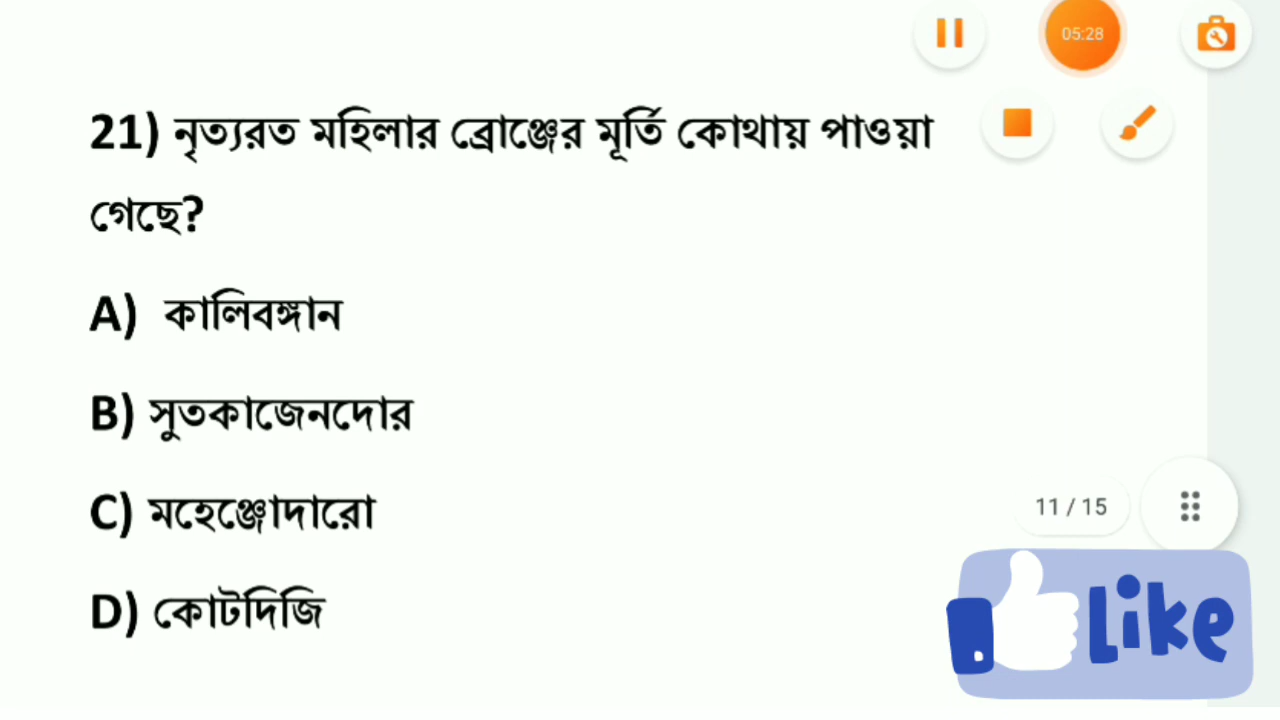 05:28
21) নৃত্যরত মহিলার ব্রোঞ্জের মূর্তি কোথায় পাওয়া
গেছে?
A) কালিবঙ্গান
B) সুতকাজেনদোর
C) মহেঞ্জোদারো
11 / 15
D) কোটদিজি
Like